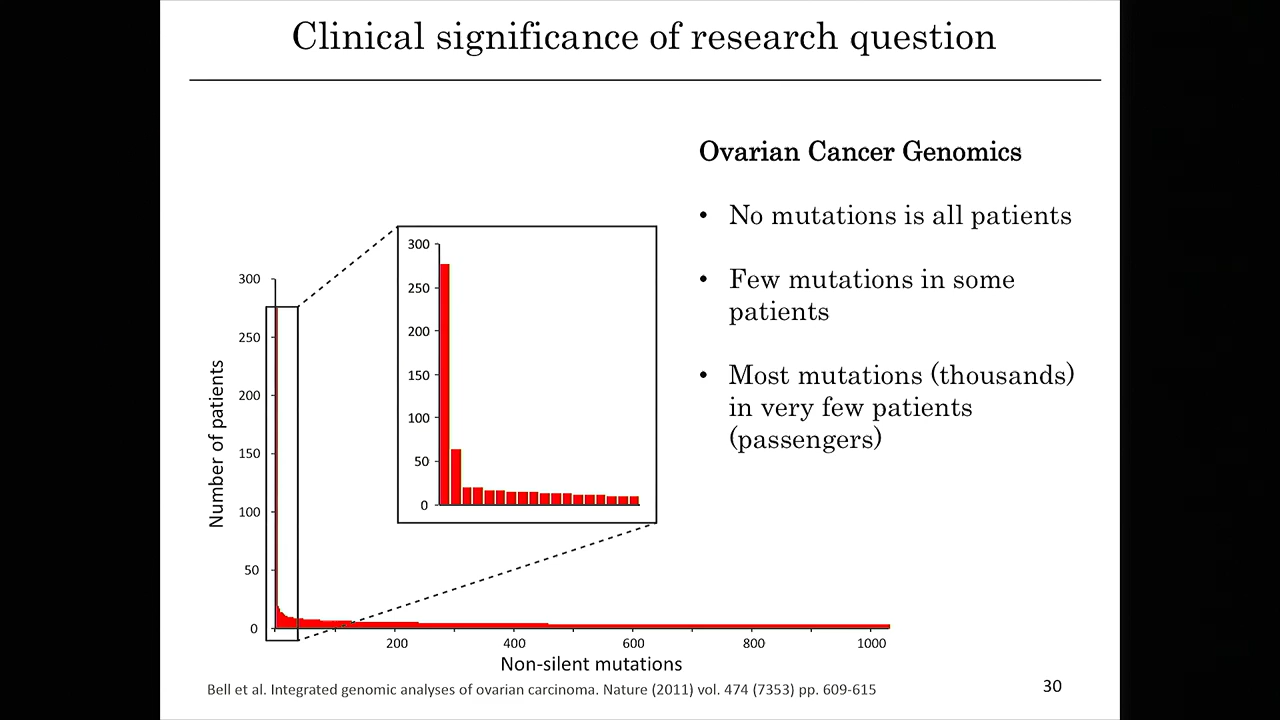 Clinical significance of research question
Ovarian Cancer Genomics
• No mutations is all patients
• Few mutations in some
patients
• Most mutations (thousands)
in very few patients
(passengers)
300
250
200
150
100
50
0
300
250
200
150
100
50
0
Number of patients
200
400
600
800
1000
Non-silent mutations
Bell et al. Integrated genomic analyses of ovarian carcinoma. Nature (2011) vol. 474 (7353) pp. 609-615
30